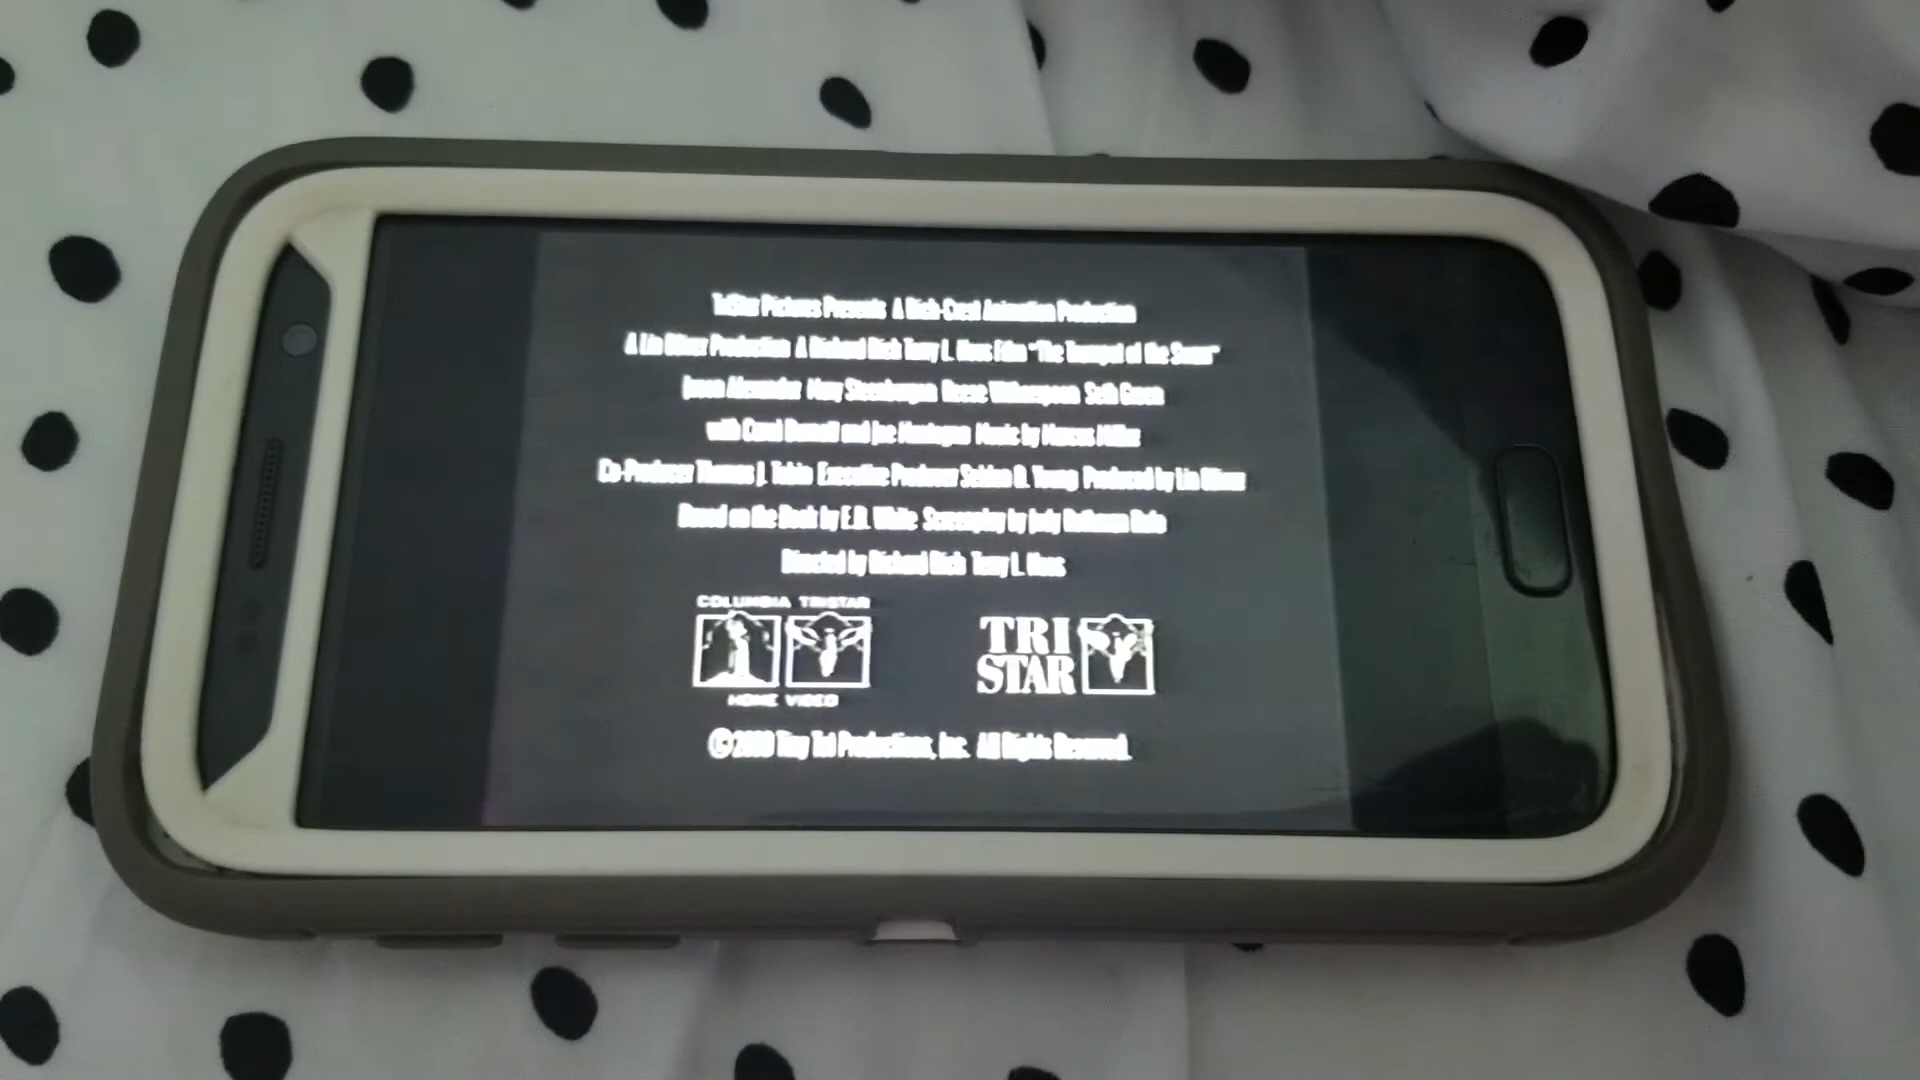 TriStar Pictures Presents A Rich-Crest Animation Production
A Lin Oliver Production A Richard Rich Terry L. Noss Film "The Trumpet of the Swan"
Jason Alexander Mary Steenburgen Reese Witherspoon Seth Green
with Carol Burnett and Joe Mantegna Music by Marcus Miller
Co-Producer Thomas J. Tobin Executive Producer Seldon O. Young Produced by Lin Oliver
Based on the Book by E.B. White Screenplay by Judy Rothman Rofe
Directed by Richard Rich Terry L. Noss
COLUMBIA TRISTAR
HOME VIDEO
TRI
STAR
©2000 Tiny Tot Productions, Inc. All Rights Reserved.